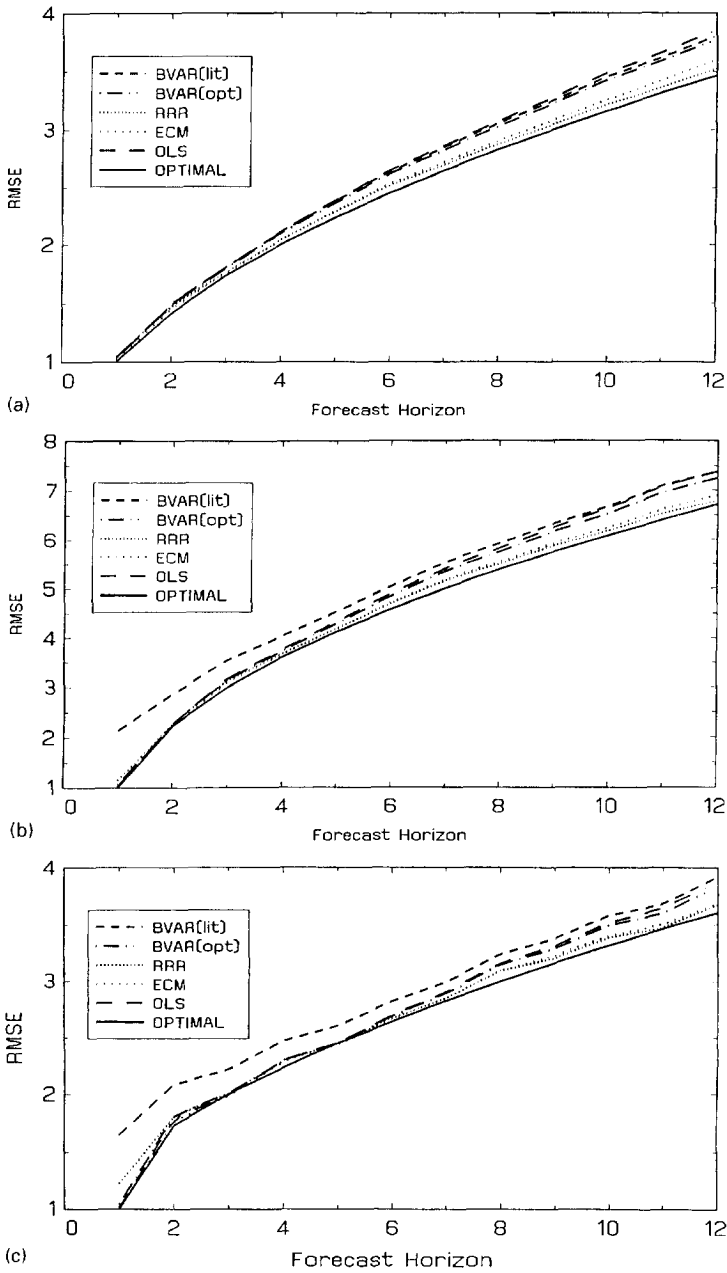 4
3
2
1
RMSE
BVAR(lit)
BVAR(opt)
RRR
ECM
OLS
OPTIMAL
0 2 4 6 8 10 12
Forecast Horizon
(a)
8
7
6
5
4
3
2
1
RMSE
BVAR(lit)
BVAR(opt)
RRR
ECM
OLS
OPTIMAL
0 2 4 6 8 10 12
Forecast Horizon
(b)
4
3
2
1
RMSE
BVAR(lit)
BVAR(opt)
RRR
ECM
OLS
OPTIMAL
0 2 4 6 8 10 12
Forecast Horizon
(c)